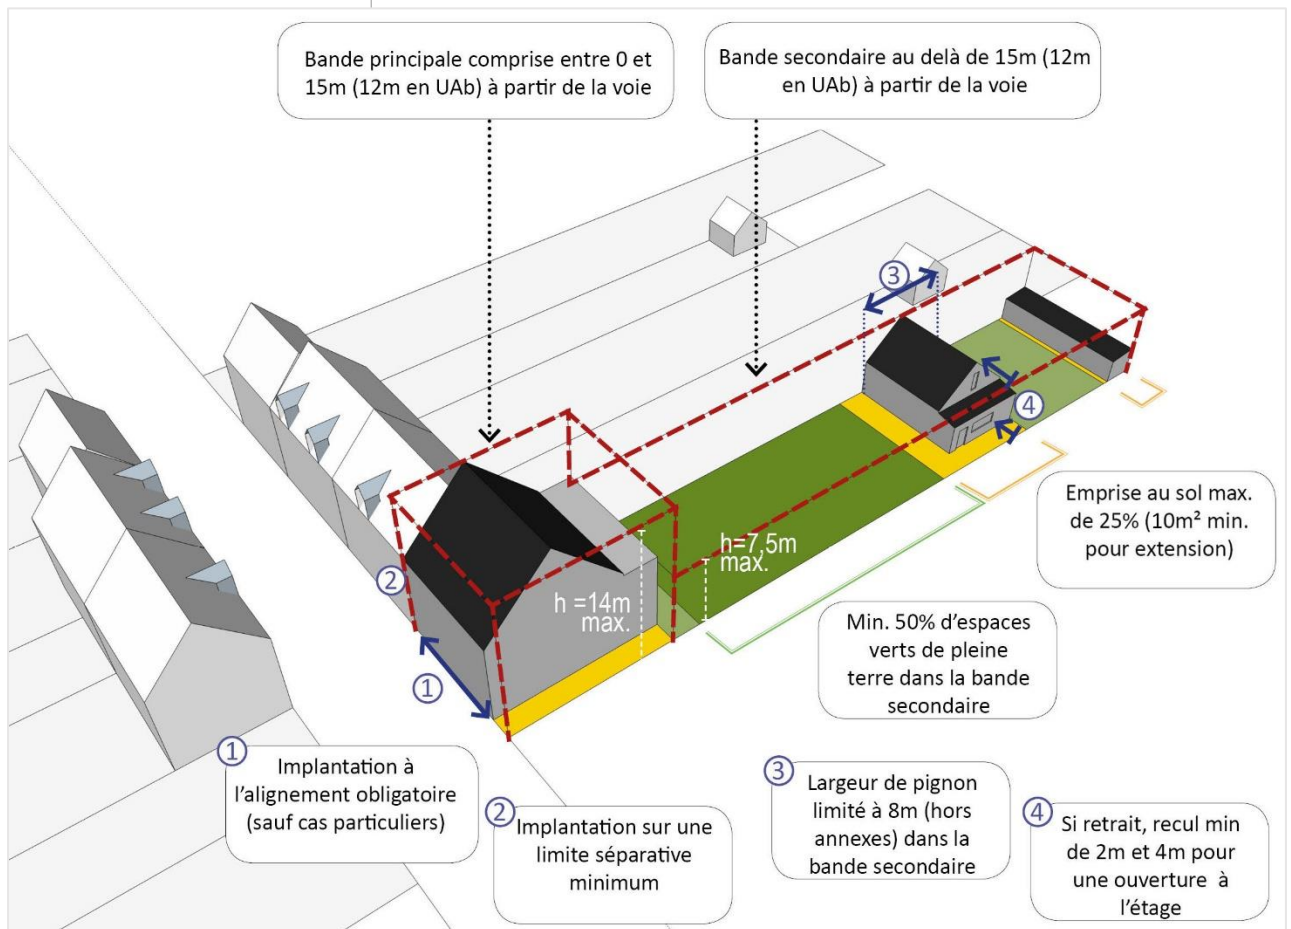 Bande principale comprise entre 0 et
15m (12m en UAb) à partir de la voie
Bande secondaire au delà de 15m (12m
en UAb) à partir de la voie
3
4
2
h=7,5m
max.
h =14m
max.
1
Emprise au sol max.
de 25% (10m² min.
pour extension)
Min. 50% d’espaces
verts de pleine
terre dans la bande
secondaire
1
Implantation à
l’alignement obligatoire
(sauf cas particuliers)
2
Implantation sur une
limite séparative
minimum
3
Largeur de pignon
limité à 8m (hors
annexes) dans la
bande secondaire
4
Si retrait, recul min
de 2m et 4m pour
une ouverture à
l’étage